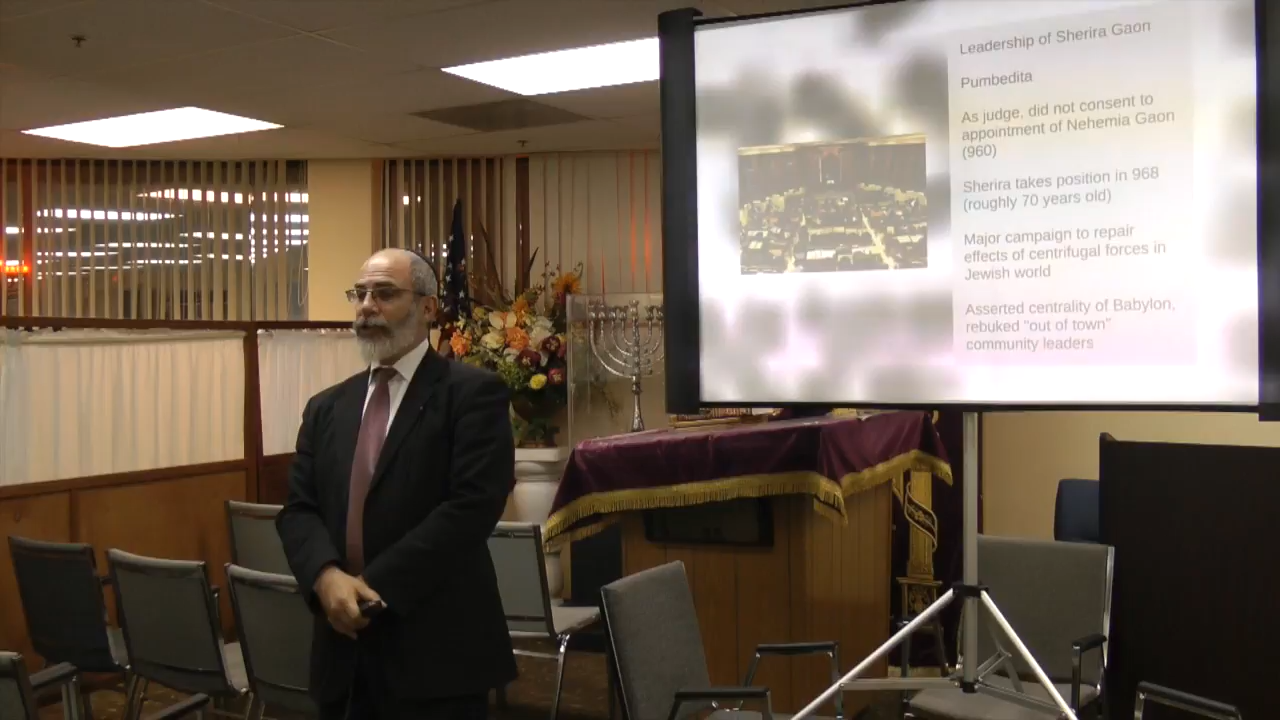 Leadership of Sherira Gaon
Pumbedita
As judge, did not consent to
appointment of Nehemia Gaon
(960)
Sherira takes position in 968
(roughly 70 years old)
Major campaign to repair
effects of centrifugal forces in
Jewish world
Asserted centrality of Babylon,
rebuked "out of town"
community leaders